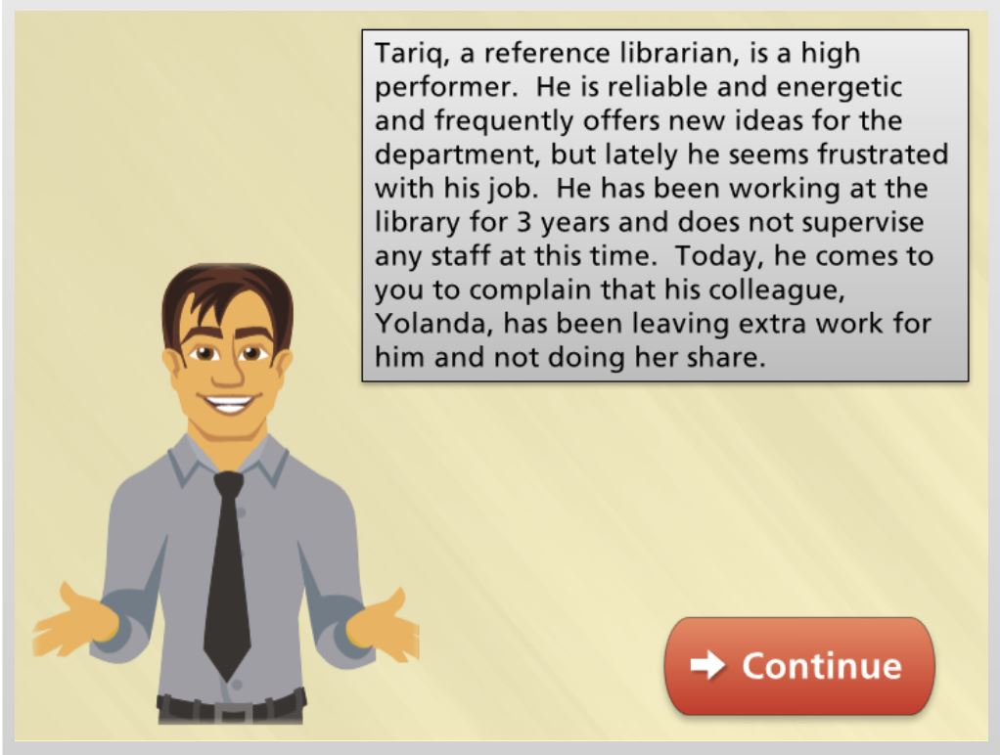 Tariq, a reference librarian, is a high
performer.  He is reliable and energetic
and frequently offers new ideas for the
department, but lately he seems frustrated
with his job.  He has been working at the
library for 3 years and does not supervise
any staff at this time.  Today, he comes to
you to complain that his colleague,
Yolanda, has been leaving extra work for
him and not doing her share.
Continue